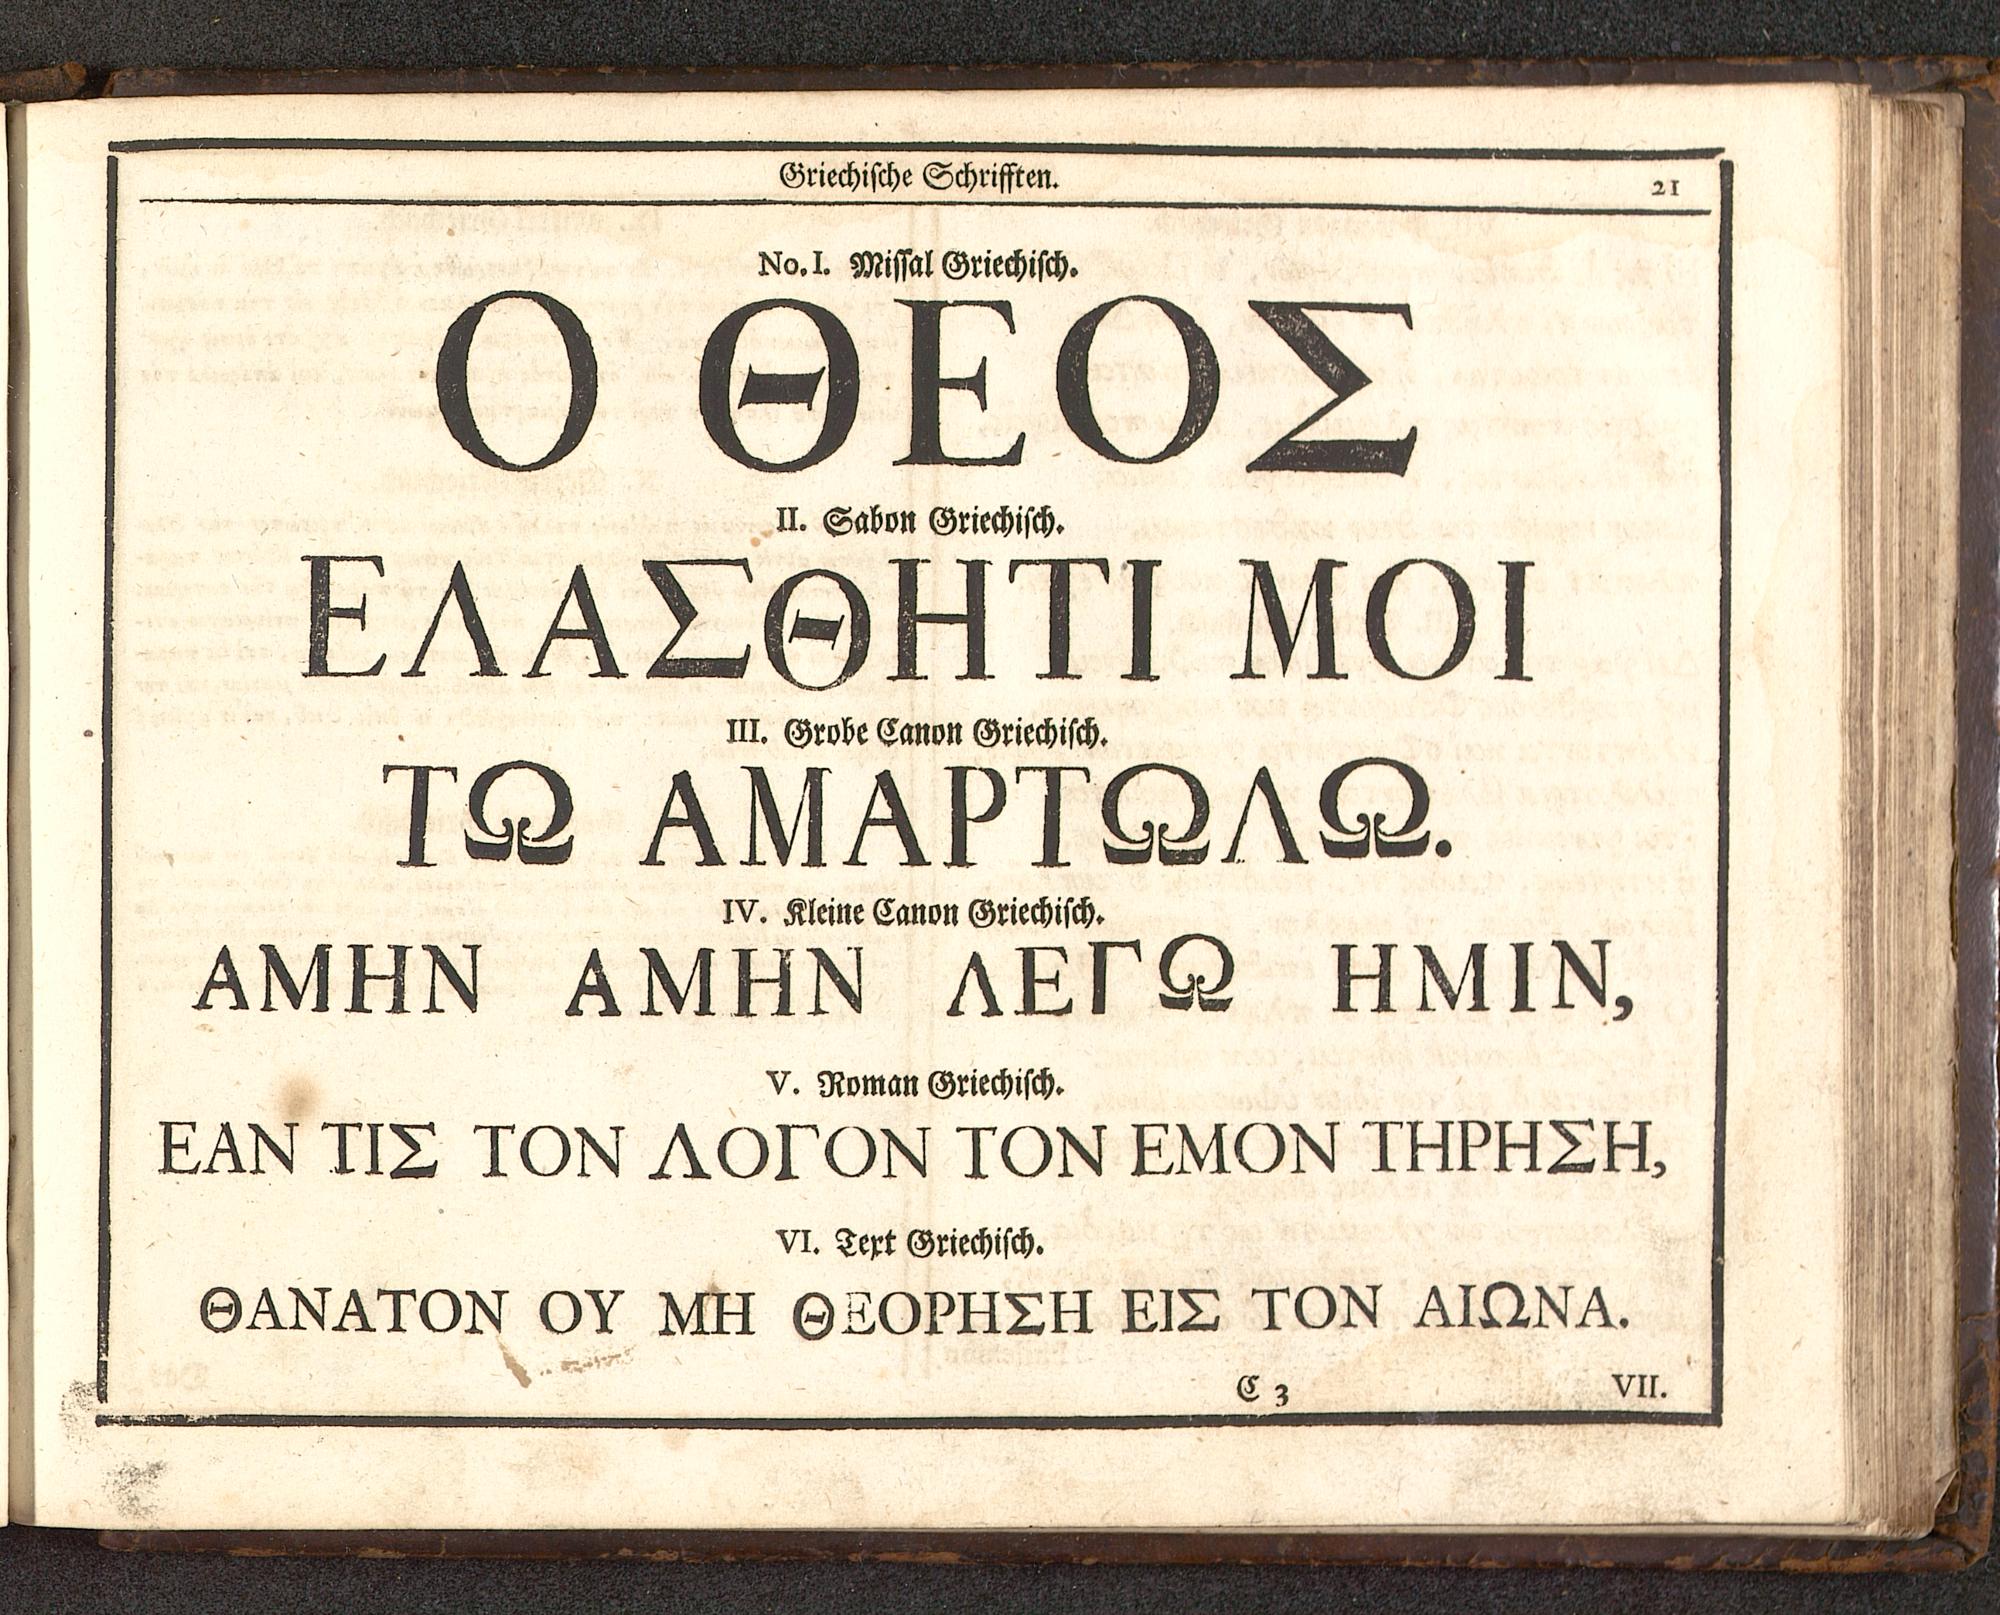 Griechische Schrifften.
21
No. I. Missal Griechisch.
Ο ΘΕΟΣ
II. Sabon Griechisch.
ΕΛΑΣΘΗΤΙ ΜΟΙ
III. Grobe Canon Griechisch.
ΤΩ ΑΜΑΡΤΩΛΩ.
IV. Kleine Canon Griechisch.
ΑΜΗΝ ΑΜΗΝ ΛΕΓΩ ΗΜΙΝ,
V. Roman Griechisch.
ΕΑΝ ΤΙΣ ΤΟΝ ΛΟΓΟΝ ΤΟΝ ΕΜΟΝ ΤΗΡΗΣΗ,
VI. Text Griechisch.
ΘΑΝΑΤΟΝ ΟΥ ΜΗ ΘΕΟΡΗΣΗ ΕΙΣ ΤΟΝ ΑΙΩΝΑ.
C 3
VII.